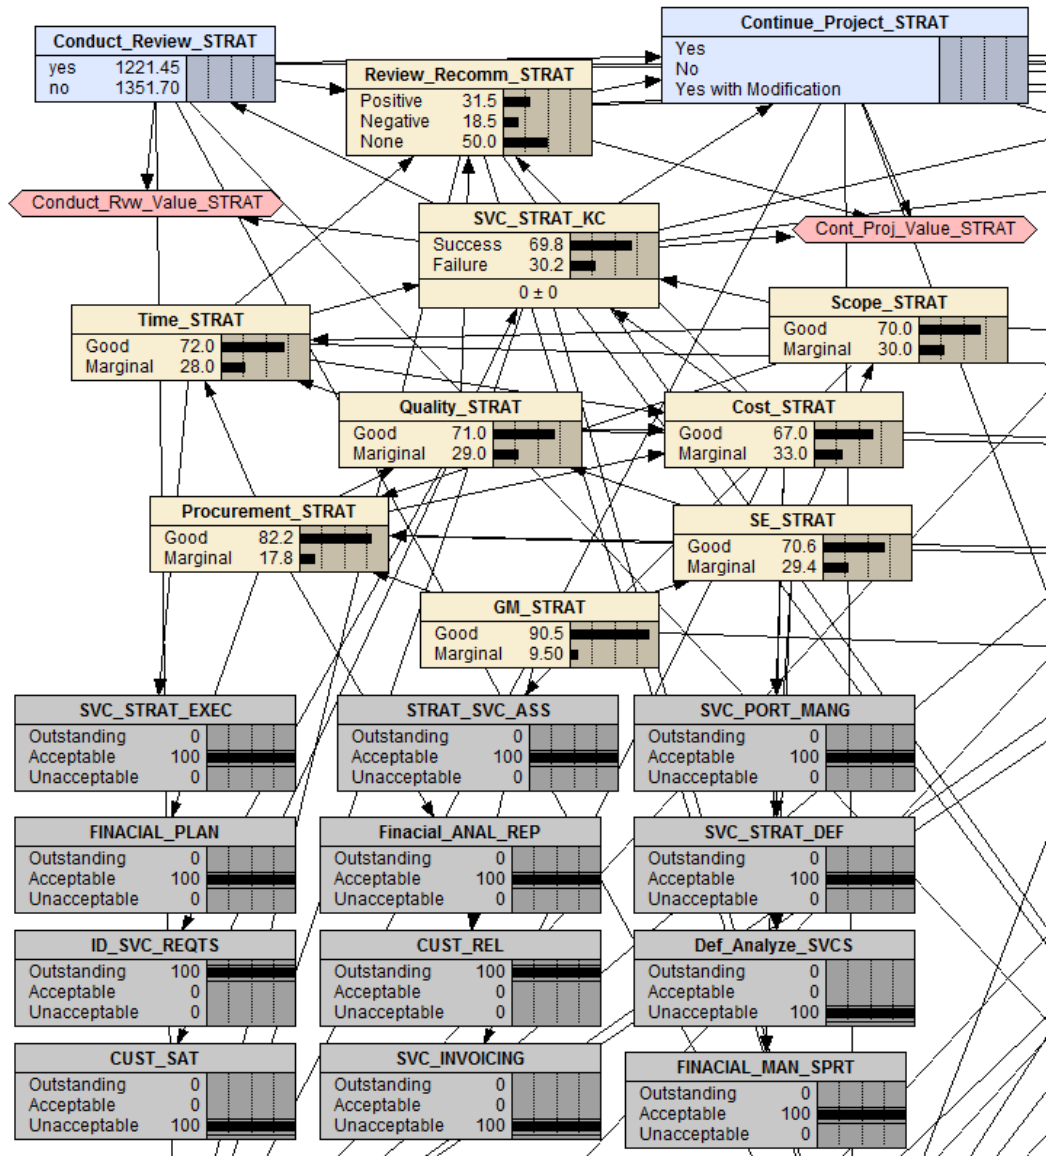 Conduct_Review_STRAT
yes 1221.45
no 1351.70
Continue_Project_STRAT
Yes
No
Yes with Modification
Review_Recomm_STRAT
Positive 31.5
Negative 18.5
None 50.0
Conduct_Rvw_Value_STRAT
SVC_STRAT_KC
Success 69.8
Failure 30.2
0 ± 0
Cont_Proj_Value_STRAT
Time_STRAT
Good 72.0
Marginal 28.0
Scope_STRAT
Good 70.0
Marginal 30.0
Quality_STRAT
Good 71.0
Marginal 29.0
Cost_STRAT
Good 67.0
Marginal 33.0
Procurement_STRAT
Good 82.2
Marginal 17.8
SE_STRAT
Good 70.6
Marginal 29.4
GM_STRAT
Good 90.5
Marginal 9.50
SVC_STRAT_EXEC
Outstanding 0
Acceptable 100
Unacceptable 0
STRAT_SVC_ASS
Outstanding 0
Acceptable 100
Unacceptable 0
SVC_PORT_MANG
Outstanding 0
Acceptable 100
Unacceptable 0
FINACIAL_PLAN
Outstanding 0
Acceptable 100
Unacceptable 0
Finacial_ANAL_REP
Outstanding 0
Acceptable 100
Unacceptable 0
SVC_STRAT_DEF
Outstanding 0
Acceptable 100
Unacceptable 0
ID_SVC_REQTS
Outstanding 100
Acceptable 0
Unacceptable 0
CUST_REL
Outstanding 100
Acceptable 0
Unacceptable 0
Def_Analyze_SVCS
Outstanding 0
Acceptable 0
Unacceptable 100
CUST_SAT
Outstanding 0
Acceptable 0
Unacceptable 100
SVC_INVOICING
Outstanding 0
Acceptable 0
Unacceptable 100
FINACIAL_MAN_SPRT
Outstanding 0
Acceptable 100
Unacceptable 0